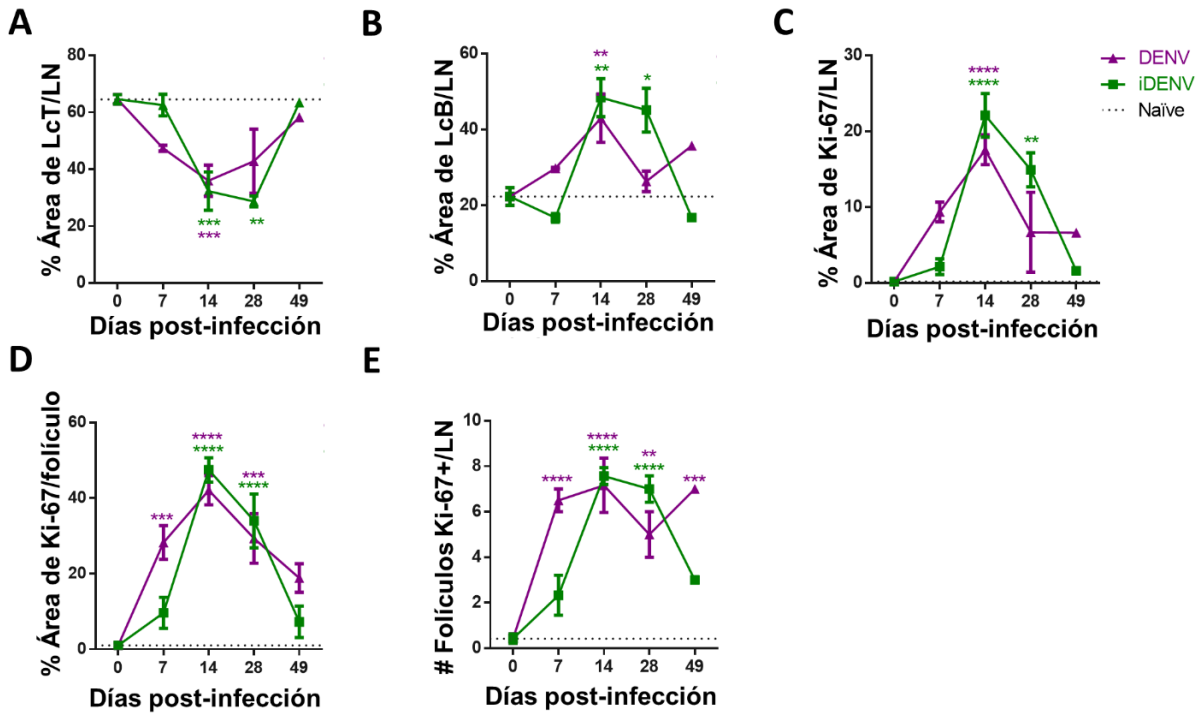 A
% Área de LcT/LN
80
60
40
20
0
***
***
**
0 7 14 28 49
Días post-infección
B
% Área de LcB/LN
60
40
20
0
**
**
*
0 7 14 28 49
Días post-infección
C
% Área de Ki-67/LN
30
20
10
0
****
****
**
0 7 14 28 49
Días post-infección
DENV
iDENV
Naïve
D
% Área de Ki-67/folículo
60
40
20
0
***
****
****
***
****
0 7 14 28 49
Días post-infección
E
# Folículos Ki-67+/LN
10
8
6
4
2
0
****
****
****
**
****
***
0 7 14 28 49
Días post-infección